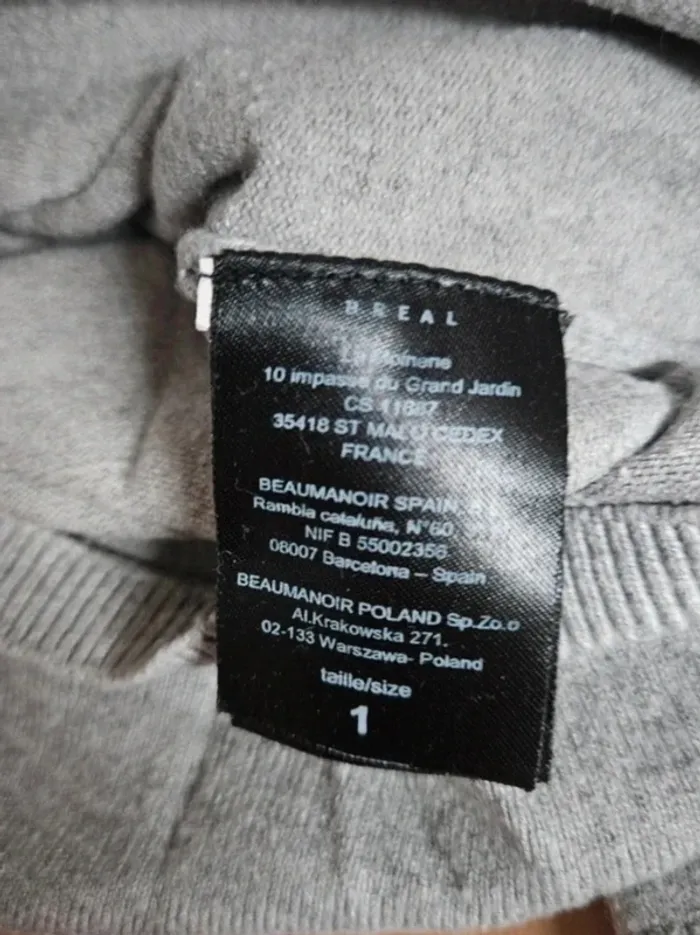 BREAL
La Moinerie
10 impasse du Grand Jardin
CS 11887
35418 ST MALO CEDEX
FRANCE
BEAUMANOIR SPAIN,
Rambla cataluña, N°60
NIF B 55002356
08007 Barcelona – Spain
BEAUMANOIR POLAND Sp.Zo.o
Al.Krakowska 271.
02-133 Warszawa- Poland
taille/size
1